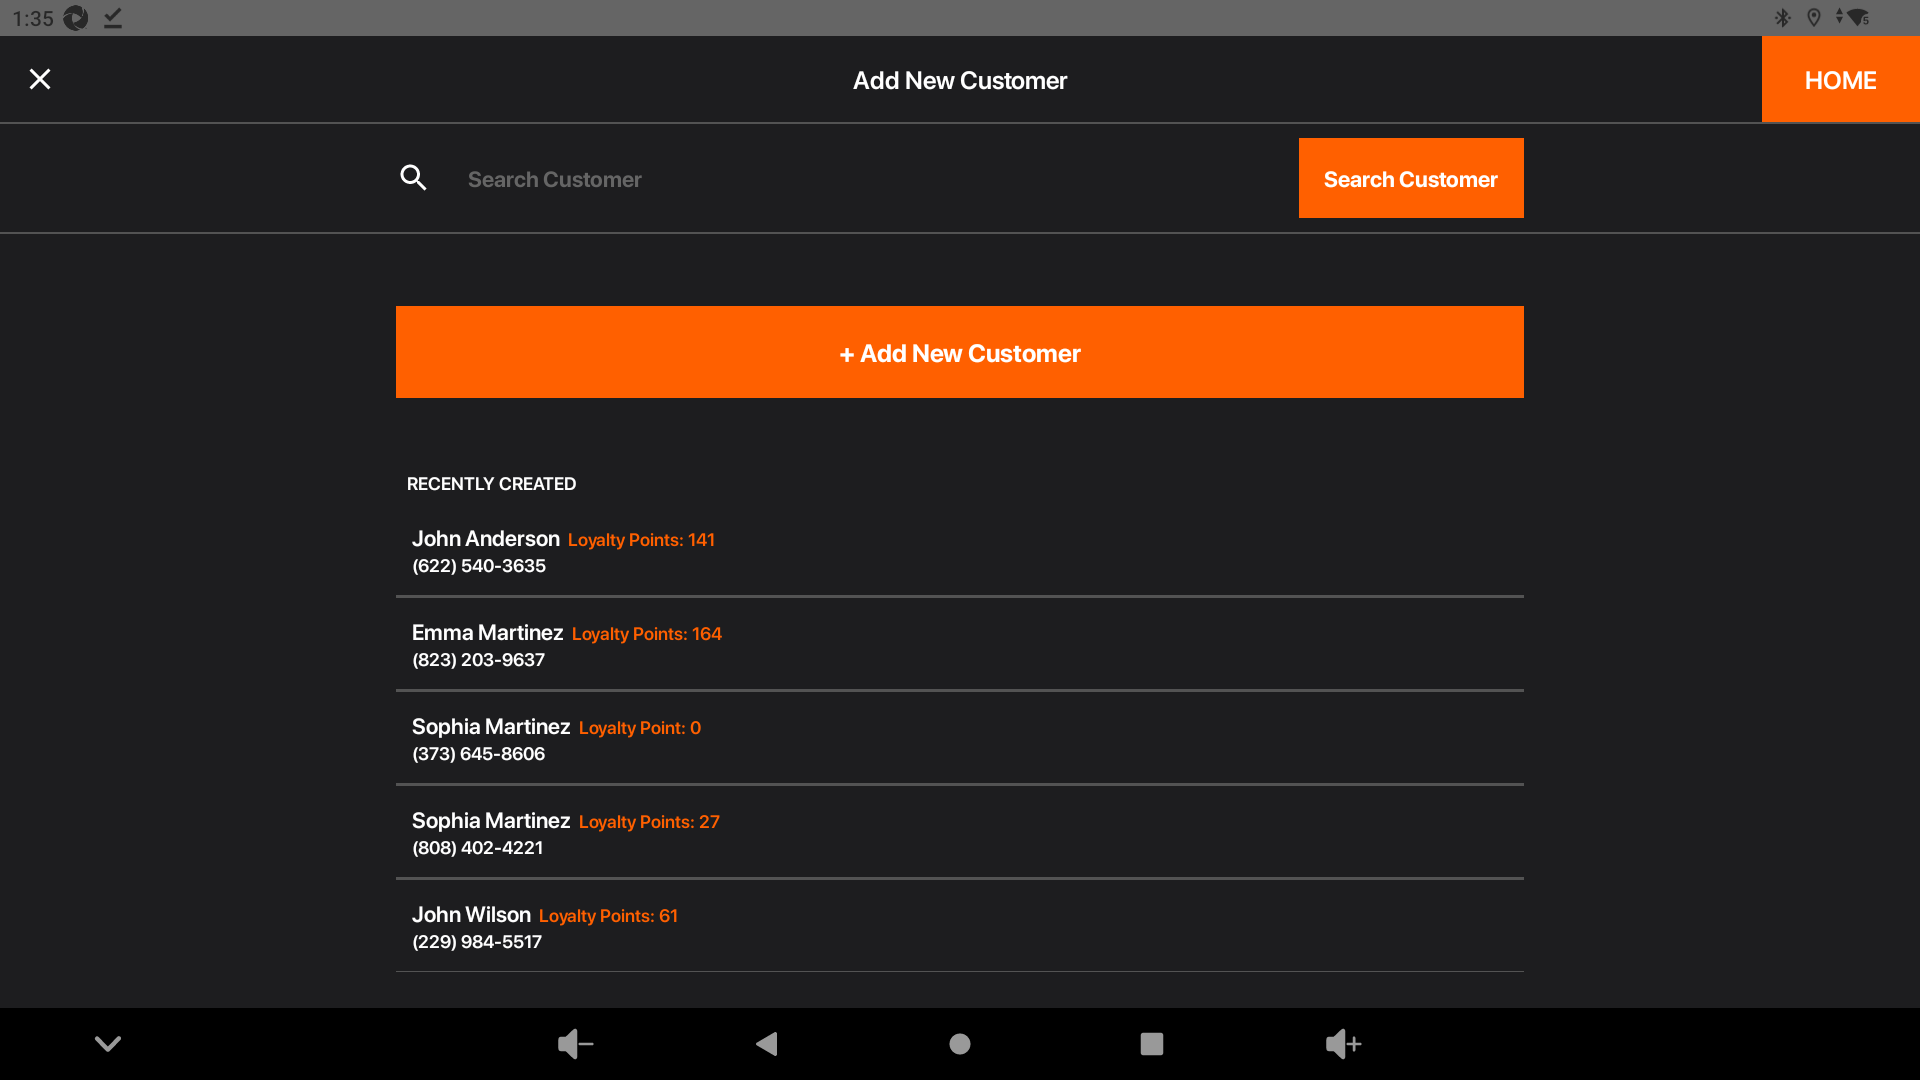 1:35
5
Add New Customer
HOME
Search Customer
Search Customer
+ Add New Customer
RECENTLY CREATED
John Anderson Loyalty Points: 141
(622) 540-3635
Emma Martinez Loyalty Points: 164
(823) 203-9637
Sophia Martinez Loyalty Point: 0
(373) 645-8606
Sophia Martinez Loyalty Points: 27
(808) 402-4221
John Wilson Loyalty Points: 61
(229) 984-5517